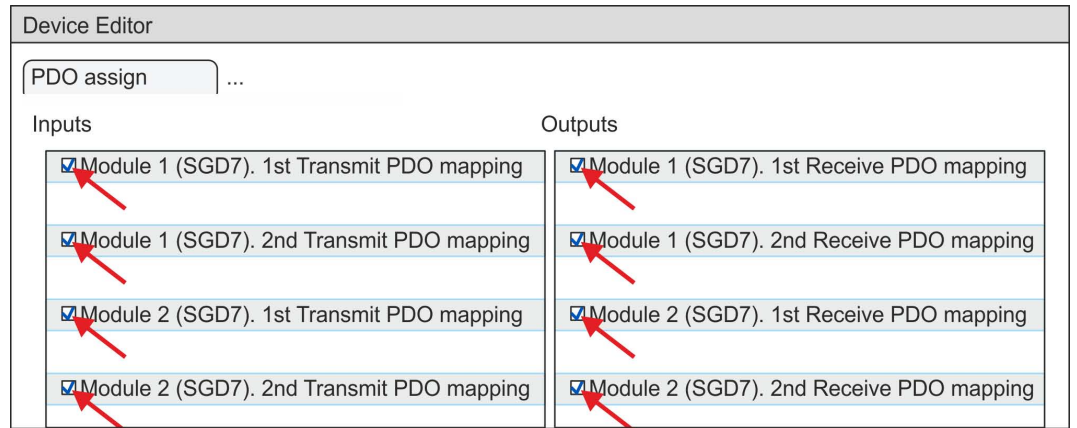 Device Editor
PDO assign ...
Inputs
Module 1 (SGD7). 1st Transmit PDO mapping
Module 1 (SGD7). 2nd Transmit PDO mapping
Module 2 (SGD7). 1st Transmit PDO mapping
Module 2 (SGD7). 2nd Transmit PDO mapping
Outputs
Module 1 (SGD7). 1st Receive PDO mapping
Module 1 (SGD7). 2nd Receive PDO mapping
Module 2 (SGD7). 1st Receive PDO mapping
Module 2 (SGD7). 2nd Receive PDO mapping